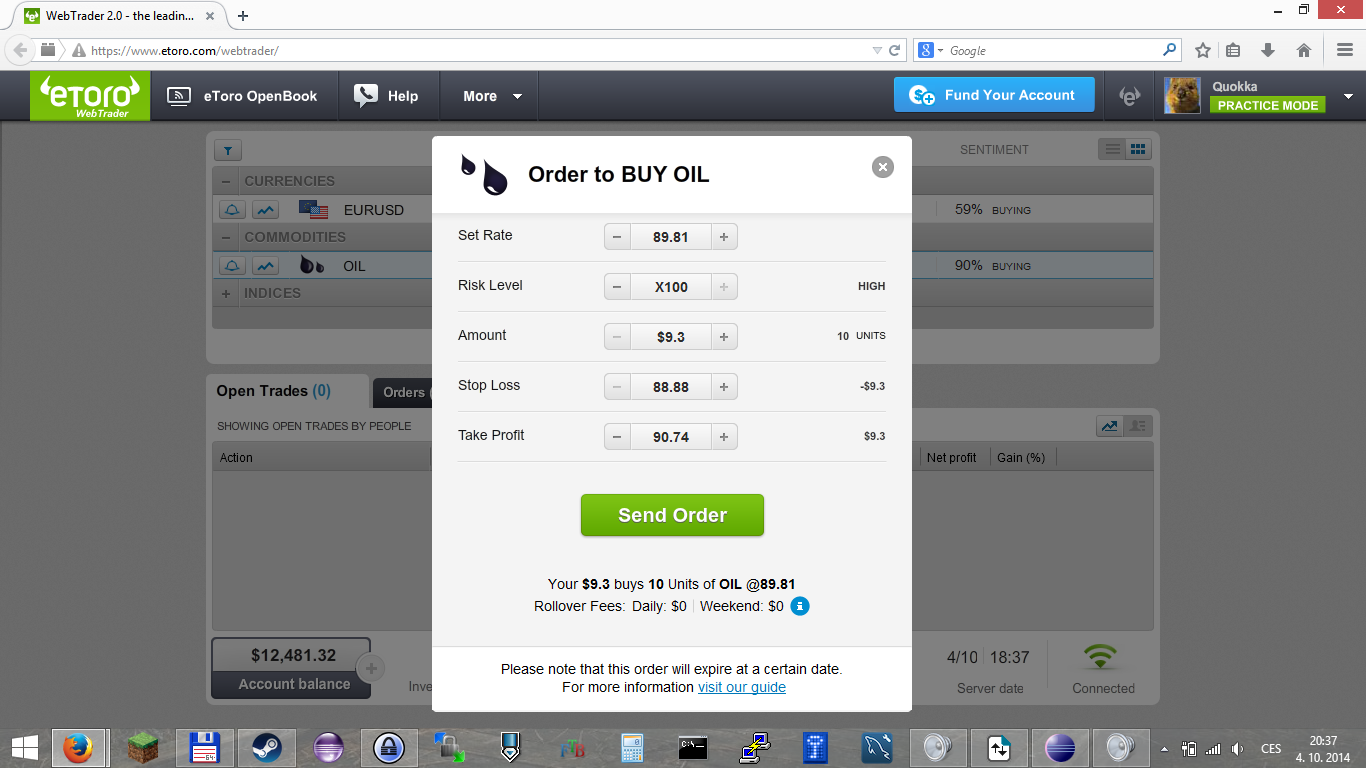 WebTrader 2.0 - the leadin...
https://www.etoro.com/webtrader/
Google
eToro
WebTrader
eToro OpenBook
Help
More
Fund Your Account
Quokka
PRACTICE MODE
SENTIMENT
CURRENCIES
EURUSD
59% BUYING
COMMODITIES
OIL
90% BUYING
INDICES
Order to BUY OIL
Set Rate
89.81
Risk Level
X100
HIGH
Amount
$9.3
10 UNITS
Stop Loss
88.88
-$9.3
Take Profit
90.74
$9.3
Send Order
Your $9.3 buys 10 Units of OIL @89.81
Rollover Fees: Daily: $0 Weekend: $0
Please note that this order will expire at a certain date.
For more information visit our guide
Open Trades (0)
Orders (
SHOWING OPEN TRADES BY PEOPLE
Action
Net profit
Gain (%)
$12,481.32
Account balance
Inve
4/10 18:37
Server date
Connected
CES
20:37
4. 10. 2014